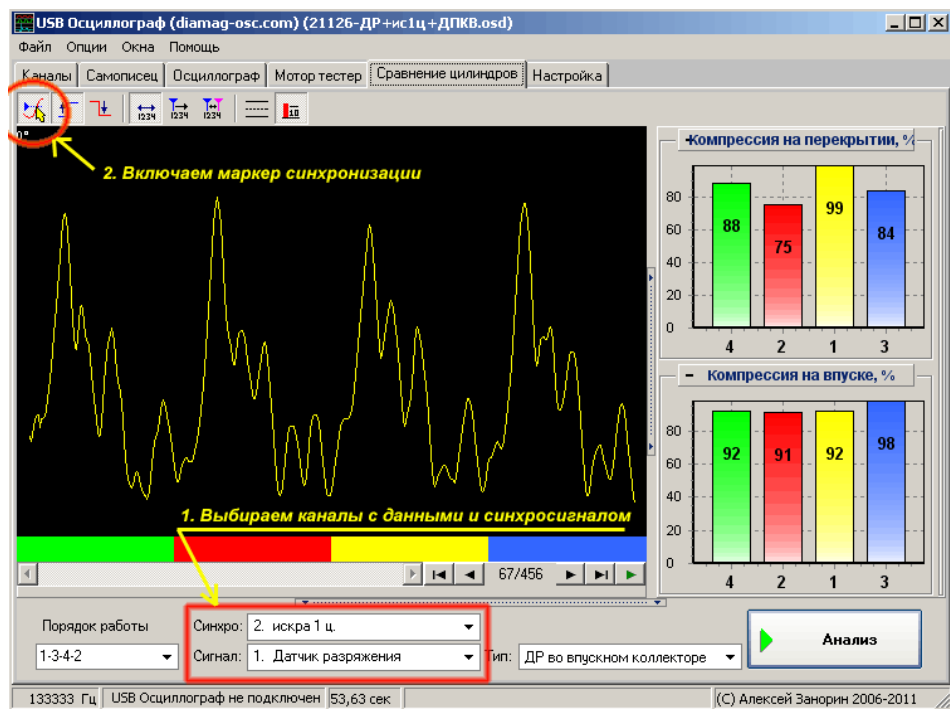 USB Осциллограф (diamag-osc.com) (21126-ДР+ис1ц+ДПКВ.osd)
Файл Опции Окна Помощь
Каналы Самописец Осциллограф Мотор тестер Сравнение цилиндров Настройка
1234 1234 1234 10
0°
2. Включаем маркер синхронизации
1. Выбираем каналы с данными и синхросигналом
67/456
Компрессия на перекрытии, %
80
60
40
20
0
88 75 99 84
4 2 1 3
- Компрессия на впуске, %
80
60
40
20
0
92 91 92 98
4 2 1 3
Порядок работы
1-3-4-2
Синхро: 2. искра 1 ц.
Сигнал: 1. Датчик разряжения
Тип: ДР во впускном коллекторе
Анализ
133333 Гц USB Осциллограф не подключен 53,63 сек (C) Алексей Занорин 2006-2011